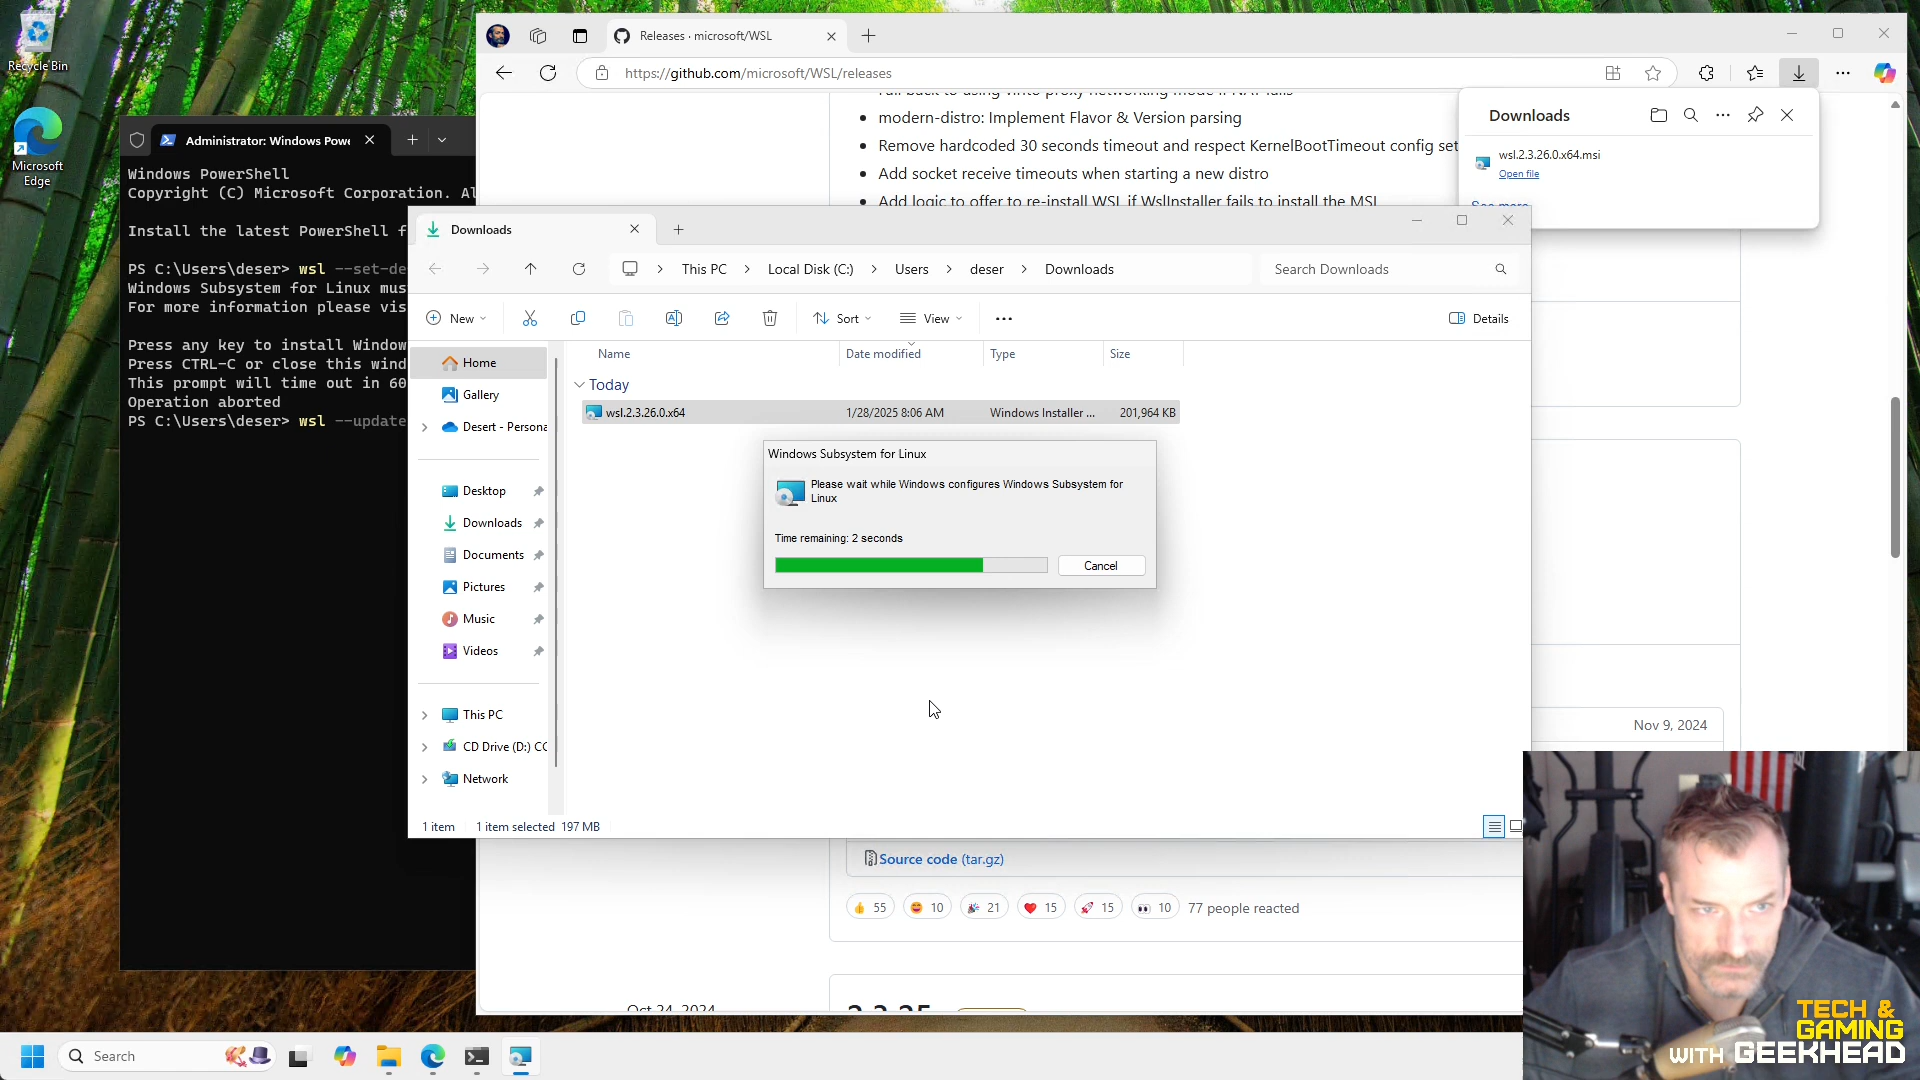 Recycle Bin
Microsoft
Edge
Releases · microsoft/WSL
https://github.com/microsoft/WSL/releases
modern-distro: Implement Flavor & Version parsing
Remove hardcoded 30 seconds timeout and respect KernelBootTimeout config set
Add socket receive timeouts when starting a new distro
Add logic to offer to re-install WSL if WslInstaller fails to install the MSI
Downloads
wsl.2.3.26.0.x64.msi
Open file
See more
Administrator: Windows Powe
Windows PowerShell
Copyright (C) Microsoft Corporation. Al
Install the latest PowerShell f
PS C:\Users\deser> wsl --set-de
Windows Subsystem for Linux mus
For more information please vis
Press any key to install Window
Press CTRL-C or close this wind
This prompt will time out in 60
Operation aborted
PS C:\Users\deser> wsl --update
Downloads
This PC > Local Disk (C:) > Users > deser > Downloads
Search Downloads
New
Sort
View
Details
Home
Gallery
Desert - Persona
Desktop
Downloads
Documents
Pictures
Music
Videos
This PC
CD Drive (D:) CC
Network
Name
Date modified
Type
Size
Today
wsl.2.3.26.0.x64
1/28/2025 8:06 AM
Windows Installer ...
201,964 KB
Windows Subsystem for Linux
Please wait while Windows configures Windows Subsystem for
Linux
Time remaining: 2 seconds
Cancel
1 item
1 item selected 197 MB
Nov 9, 2024
Source code (tar.gz)
55
10
21
15
15
10
77 people reacted
Oct 24, 2024
2.3.25
Search
TECH &
GAMING
WITH GEEKHEAD